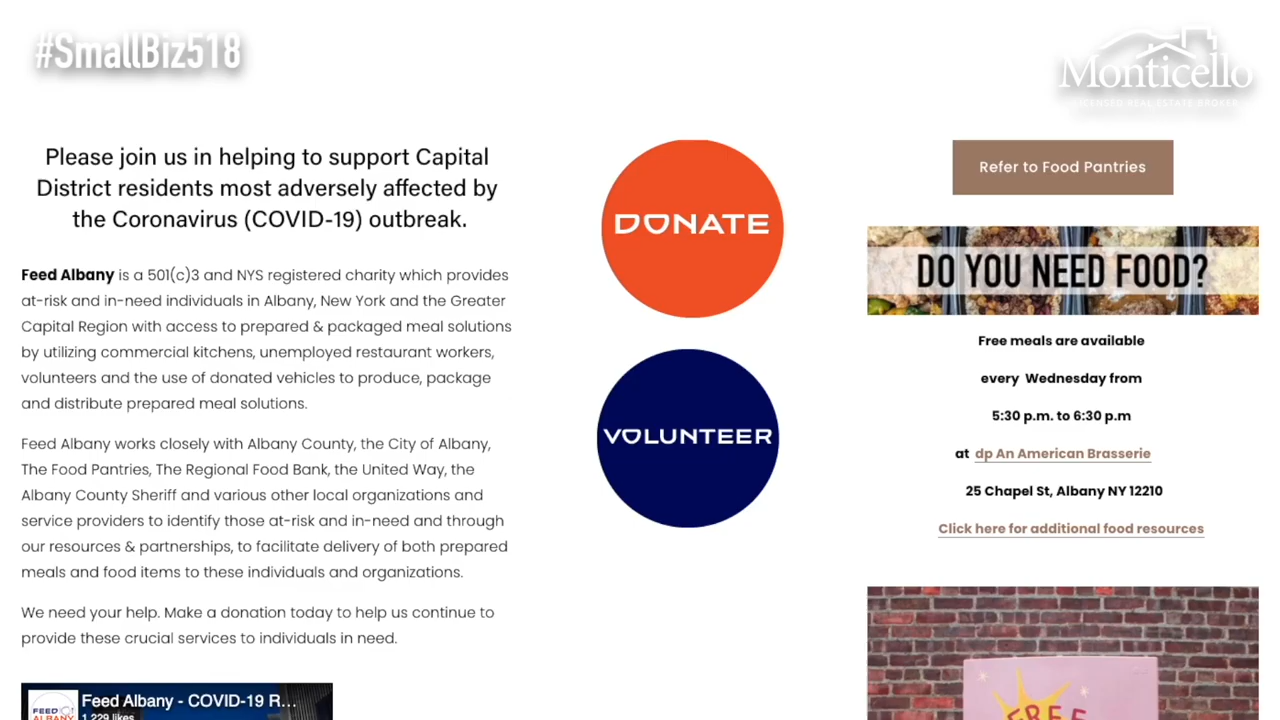 #SmallBiz518
Monticello
LICENSED REAL ESTATE BROKER
Please join us in helping to support Capital
District residents most adversely affected by
the Coronavirus (COVID-19) outbreak.
Feed Albany is a 501(c)3 and NYS registered charity which provides
at-risk and in-need individuals in Albany, New York and the Greater
Capital Region with access to prepared & packaged meal solutions
by utilizing commercial kitchens, unemployed restaurant workers,
volunteers and the use of donated vehicles to produce, package
and distribute prepared meal solutions.
Feed Albany works closely with Albany County, the City of Albany,
The Food Pantries, The Regional Food Bank, the United Way, the
Albany County Sheriff and various other local organizations and
service providers to identify those at-risk and in-need and through
our resources & partnerships, to facilitate delivery of both prepared
meals and food items to these individuals and organizations.
We need your help. Make a donation today to help us continue to
provide these crucial services to individuals in need.
FEED
ALBANY
Feed Albany - COVID-19 R...
1,229 likes
DONATE
VOLUNTEER
Refer to Food Pantries
DO YOU NEED FOOD?
Free meals are available
every Wednesday from
5:30 p.m. to 6:30 p.m
at dp An American Brasserie
25 Chapel St, Albany NY 12210
Click here for additional food resources
FREE